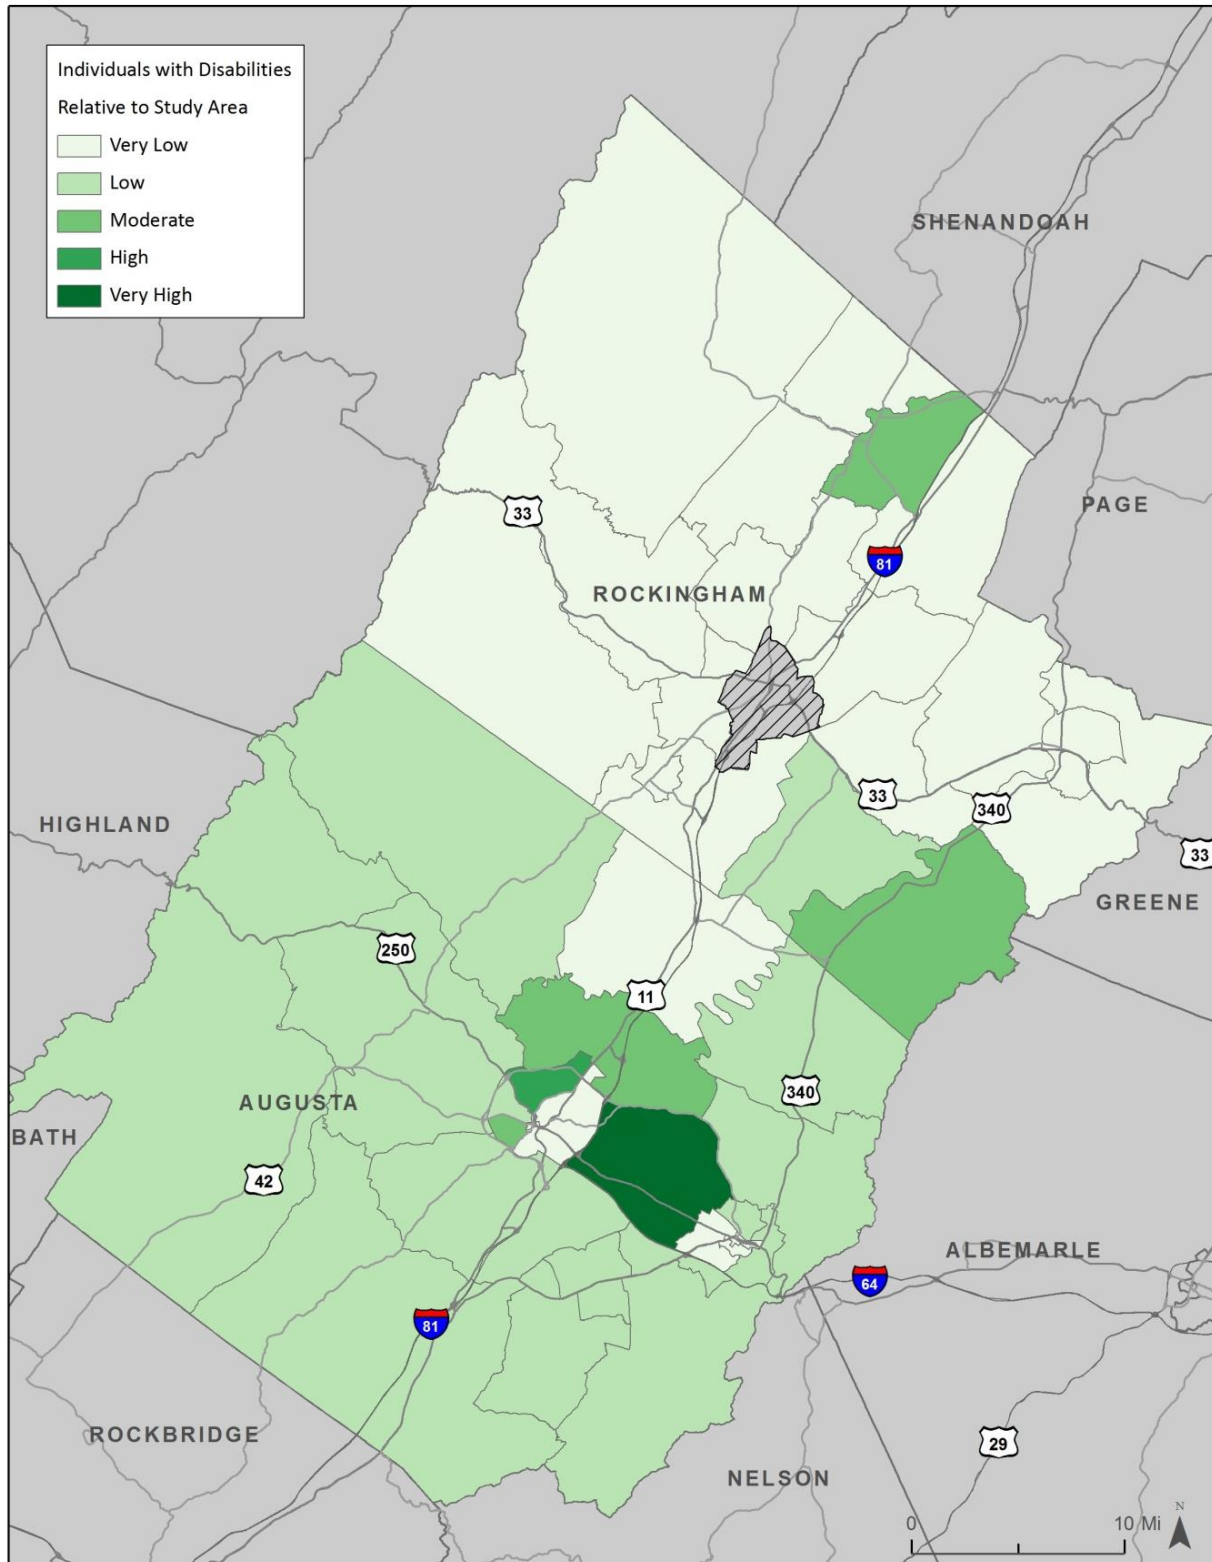 Individuals with Disabilities
Relative to Study Area
Very Low
Low
Moderate
High
Very High
SHENANDOAH
PAGE
33
81
ROCKINGHAM
33
340
HIGHLAND
33
GREENE
250
11
340
AUGUSTA
BATH
42
ALBEMARLE
64
81
ROCKBRIDGE
29
NELSON
N
0 10 Mi